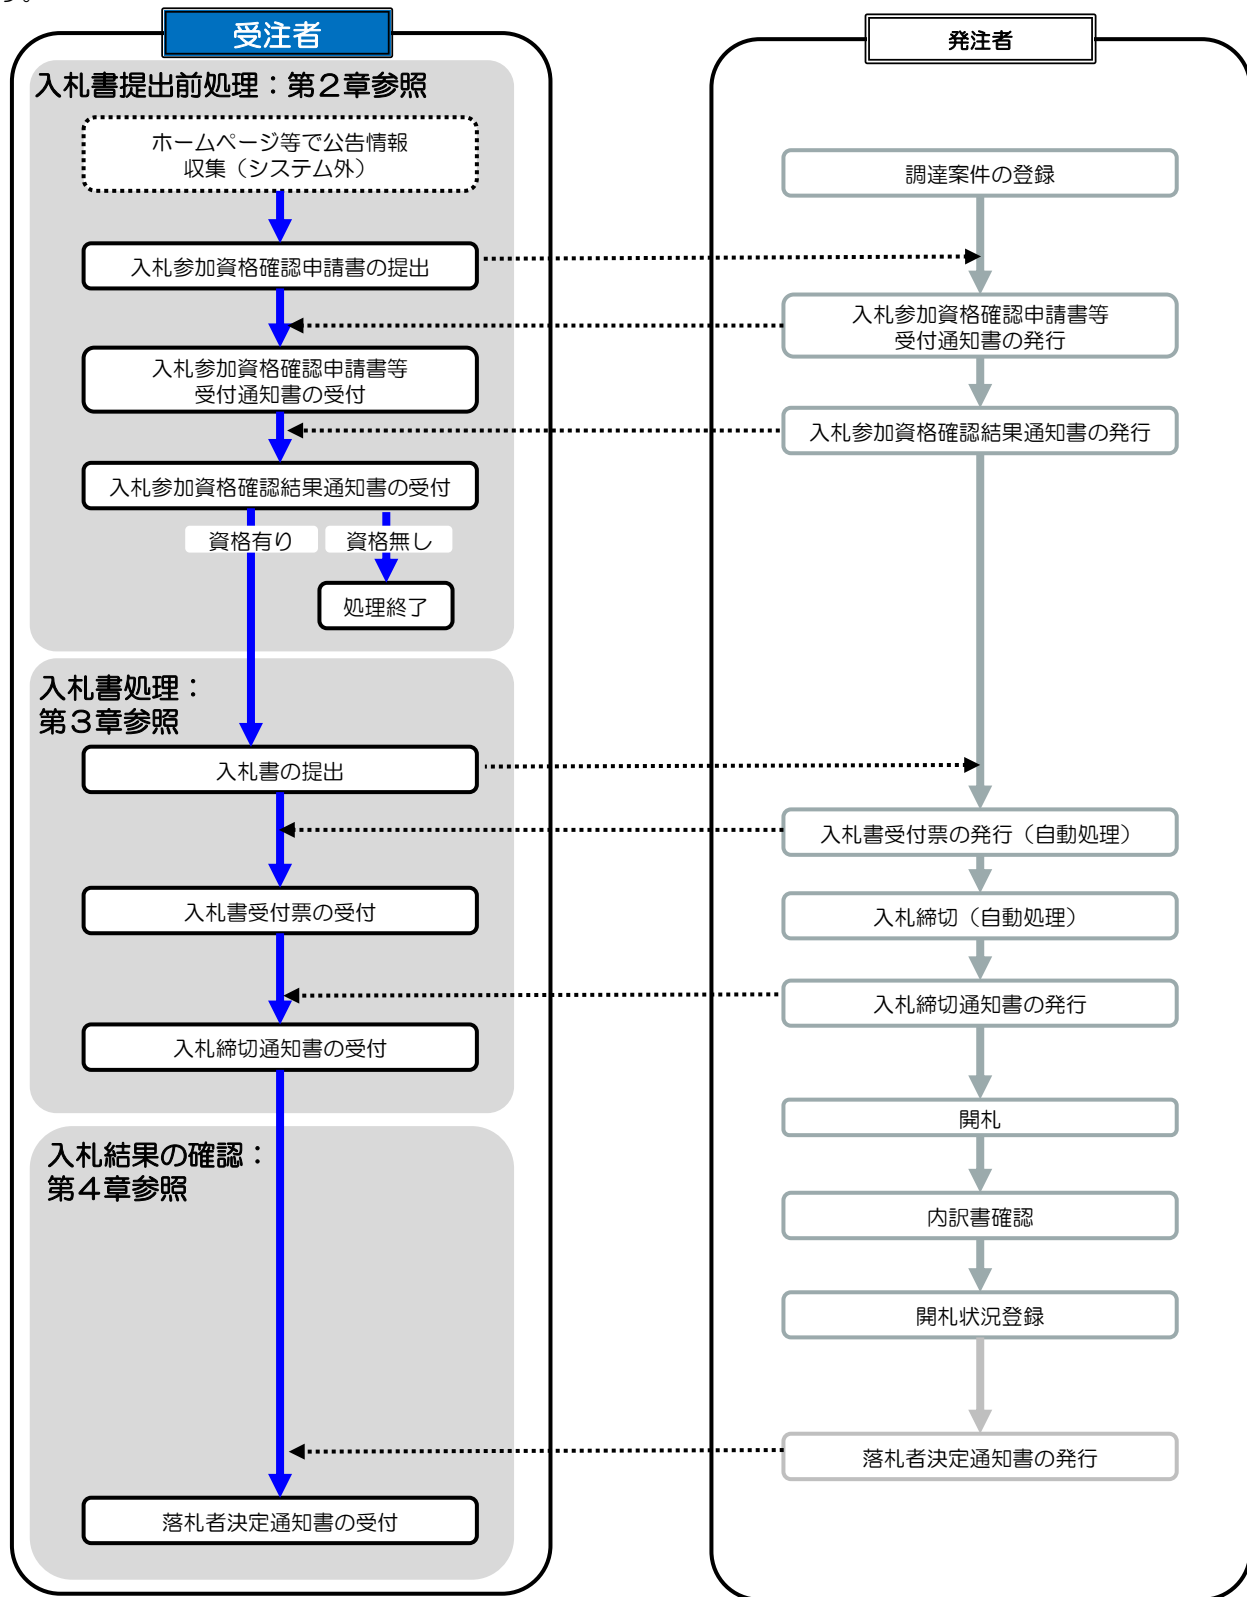 す。
受注者
入札書提出前処理：第２章参照
ホームページ等で公告情報
収集（システム外）
入札参加資格確認申請書の提出
入札参加資格確認申請書等
受付通知書の受付
入札参加資格確認結果通知書の受付
資格有り
資格無し
処理終了
入札書処理：
第３章参照
入札書の提出
入札書受付票の受付
入札締切通知書の受付
入札結果の確認：
第４章参照
落札者決定通知書の受付
発注者
調達案件の登録
入札参加資格確認申請書等
受付通知書の発行
入札参加資格確認結果通知書の発行
入札書受付票の発行（自動処理）
入札締切（自動処理）
入札締切通知書の発行
開札
内訳書確認
開札状況登録
落札者決定通知書の発行